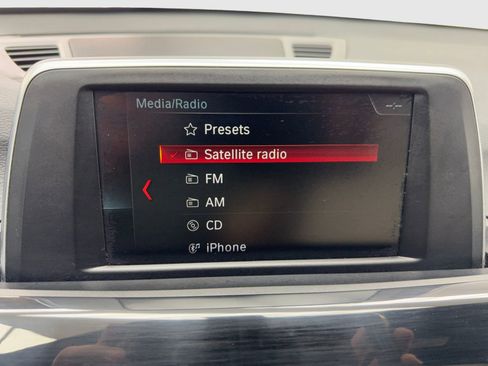 Media/Radio
--:--
Presets
Satellite radio
FM
AM
CD
iPhone